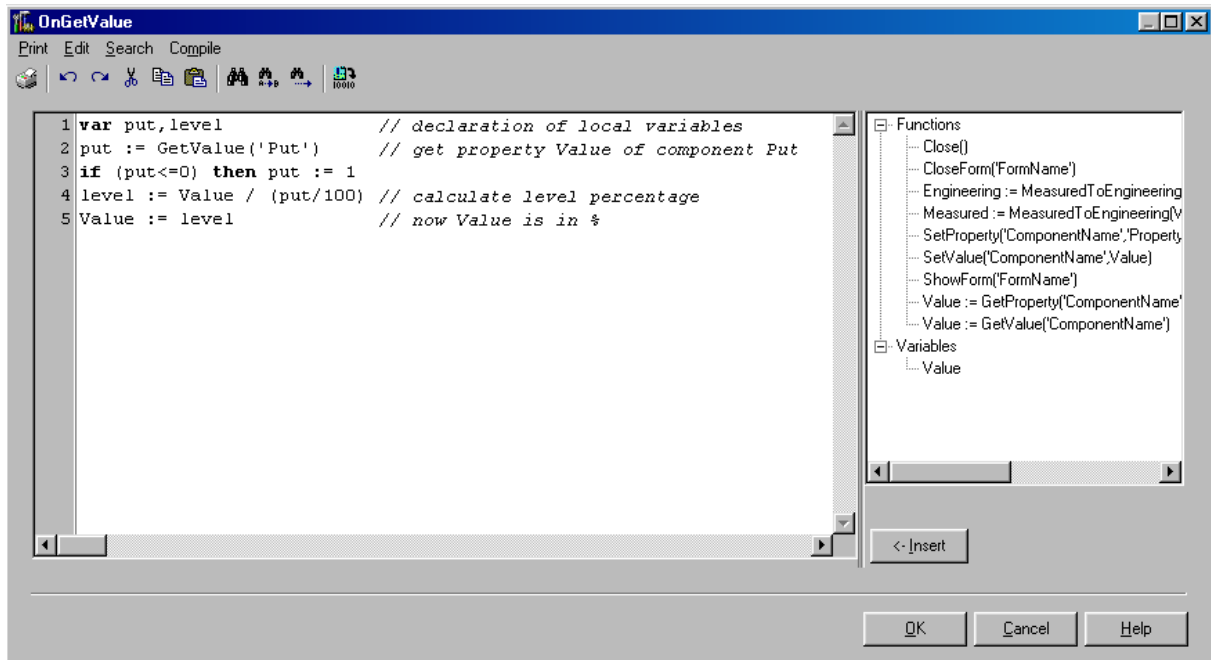 OnGetValue
Print Edit Search Compile
1 var put,level // declaration of local variables
2 put := GetValue('Put') // get property Value of component Put
3 if (put<=0) then put := 1
4 level := Value / (put/100) // calculate level percentage
5 Value := level // now Value is in %
Functions
Close()
CloseForm('FormName')
Engineering := MeasuredToEngineering
Measured := MeasuredToEngineering(V
SetProperty('ComponentName','Property
SetValue('ComponentName',Value)
ShowForm('FormName')
Value := GetProperty('ComponentName'
Value := GetValue('ComponentName')
Variables
Value
<- Insert
OK Cancel Help